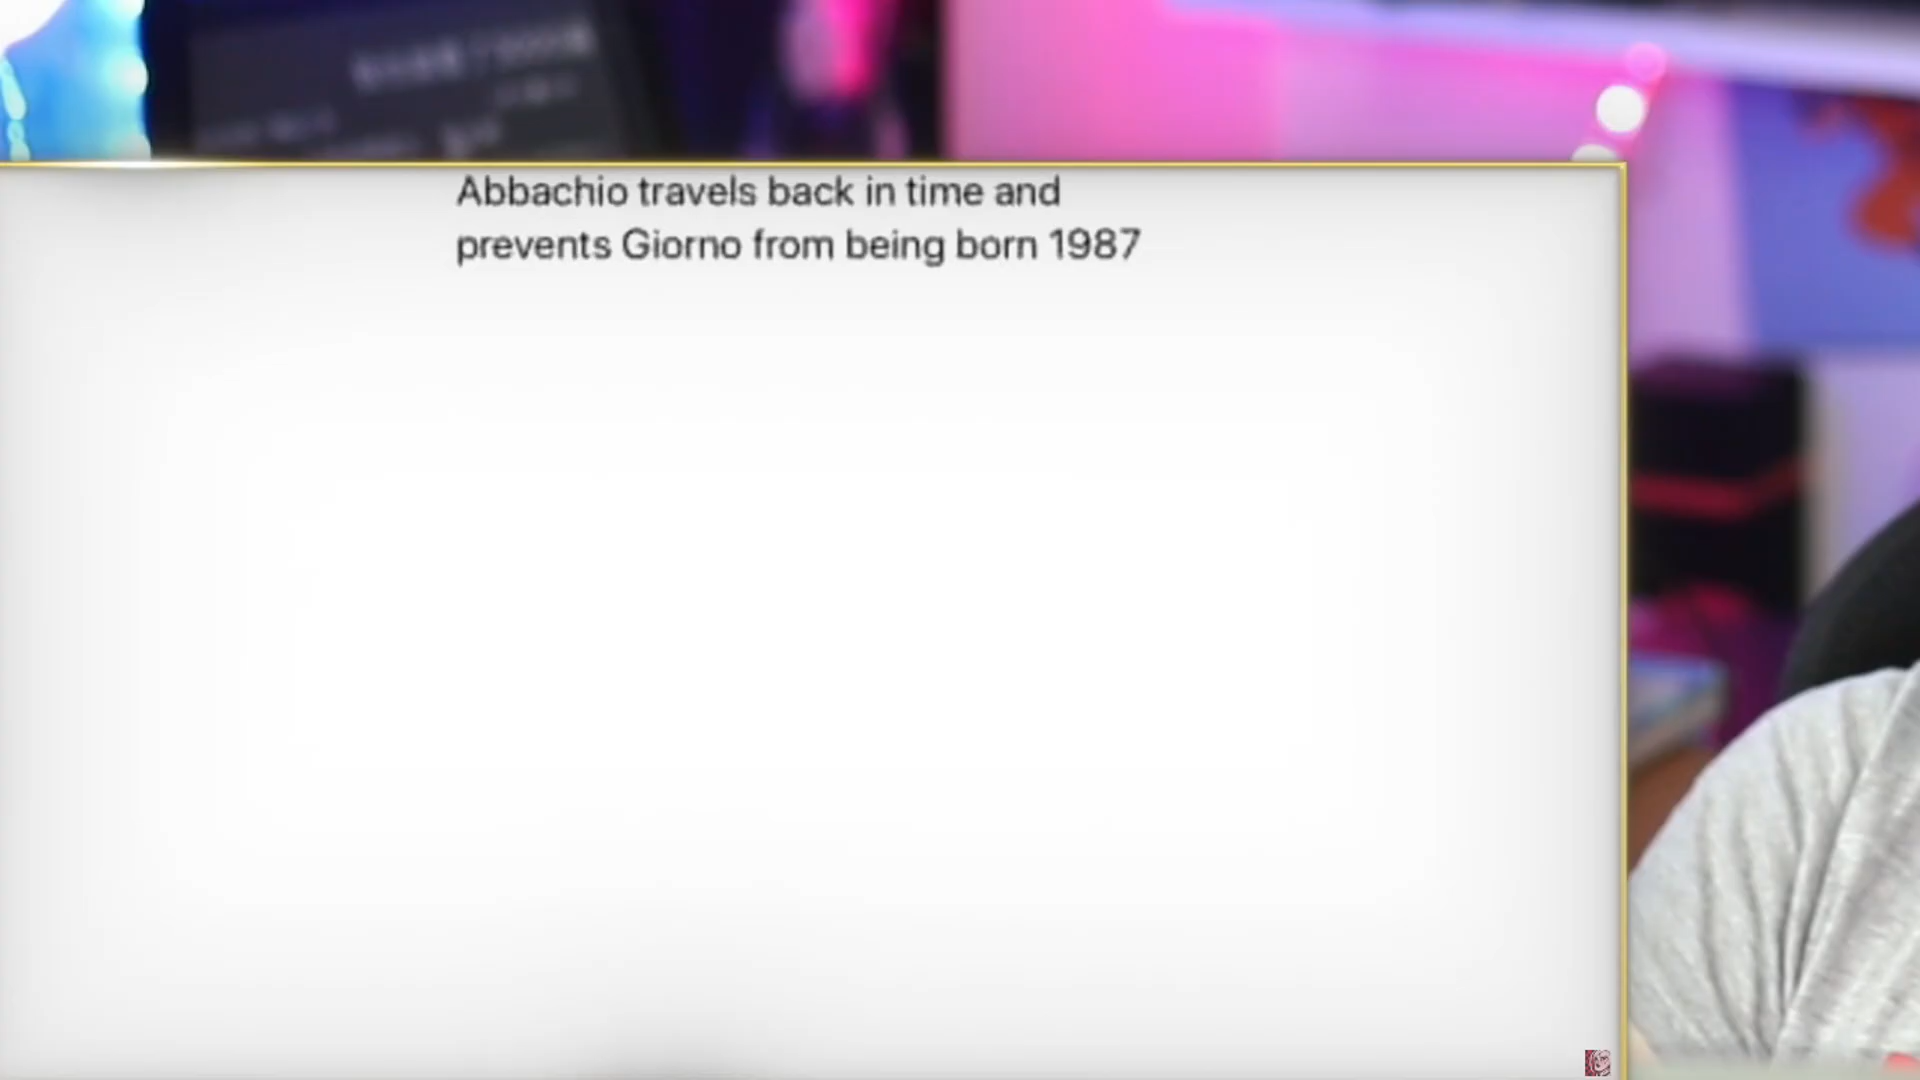 Abbachio travels back in time and
prevents Giorno from being born 1987